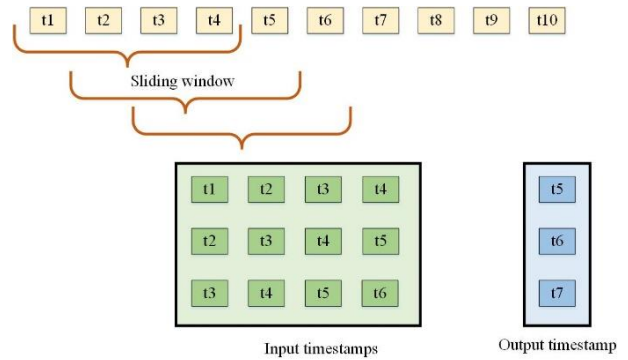 t1 t2 t3 t4 t5 t6 t7 t8 t9 t10
Sliding window
t1 t2 t3 t4 t5
t2 t3 t4 t5 t6
t3 t4 t5 t6 t7
Input timestamps Output timestamp